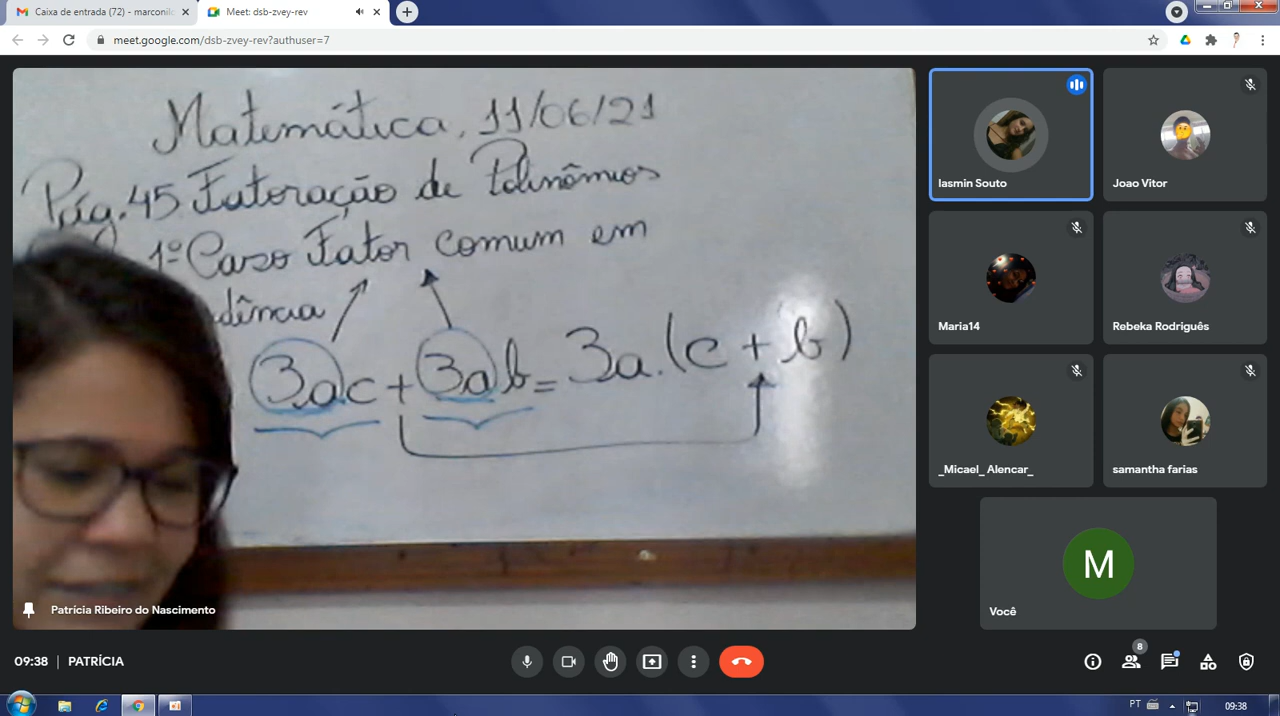 Caixa de entrada (72) - marconil
Meet: dsb-zvey-rev
meet.google.com/dsb-zvey-rev?authuser=7
Matemática, 11/06/21
Pág. 45 Fatoração de Polinômios
1º Caso Fator comum em
dência
3ac + 3ab = 3a.(c + b)
Patrícia Ribeiro do Nascimento
Iasmin Souto
Joao Vitor
Maria14
Rebeka Rodriguês
_Micael_ Alencar_
samantha farias
M
Você
09:38 | PATRÍCIA
8
PT
09:38